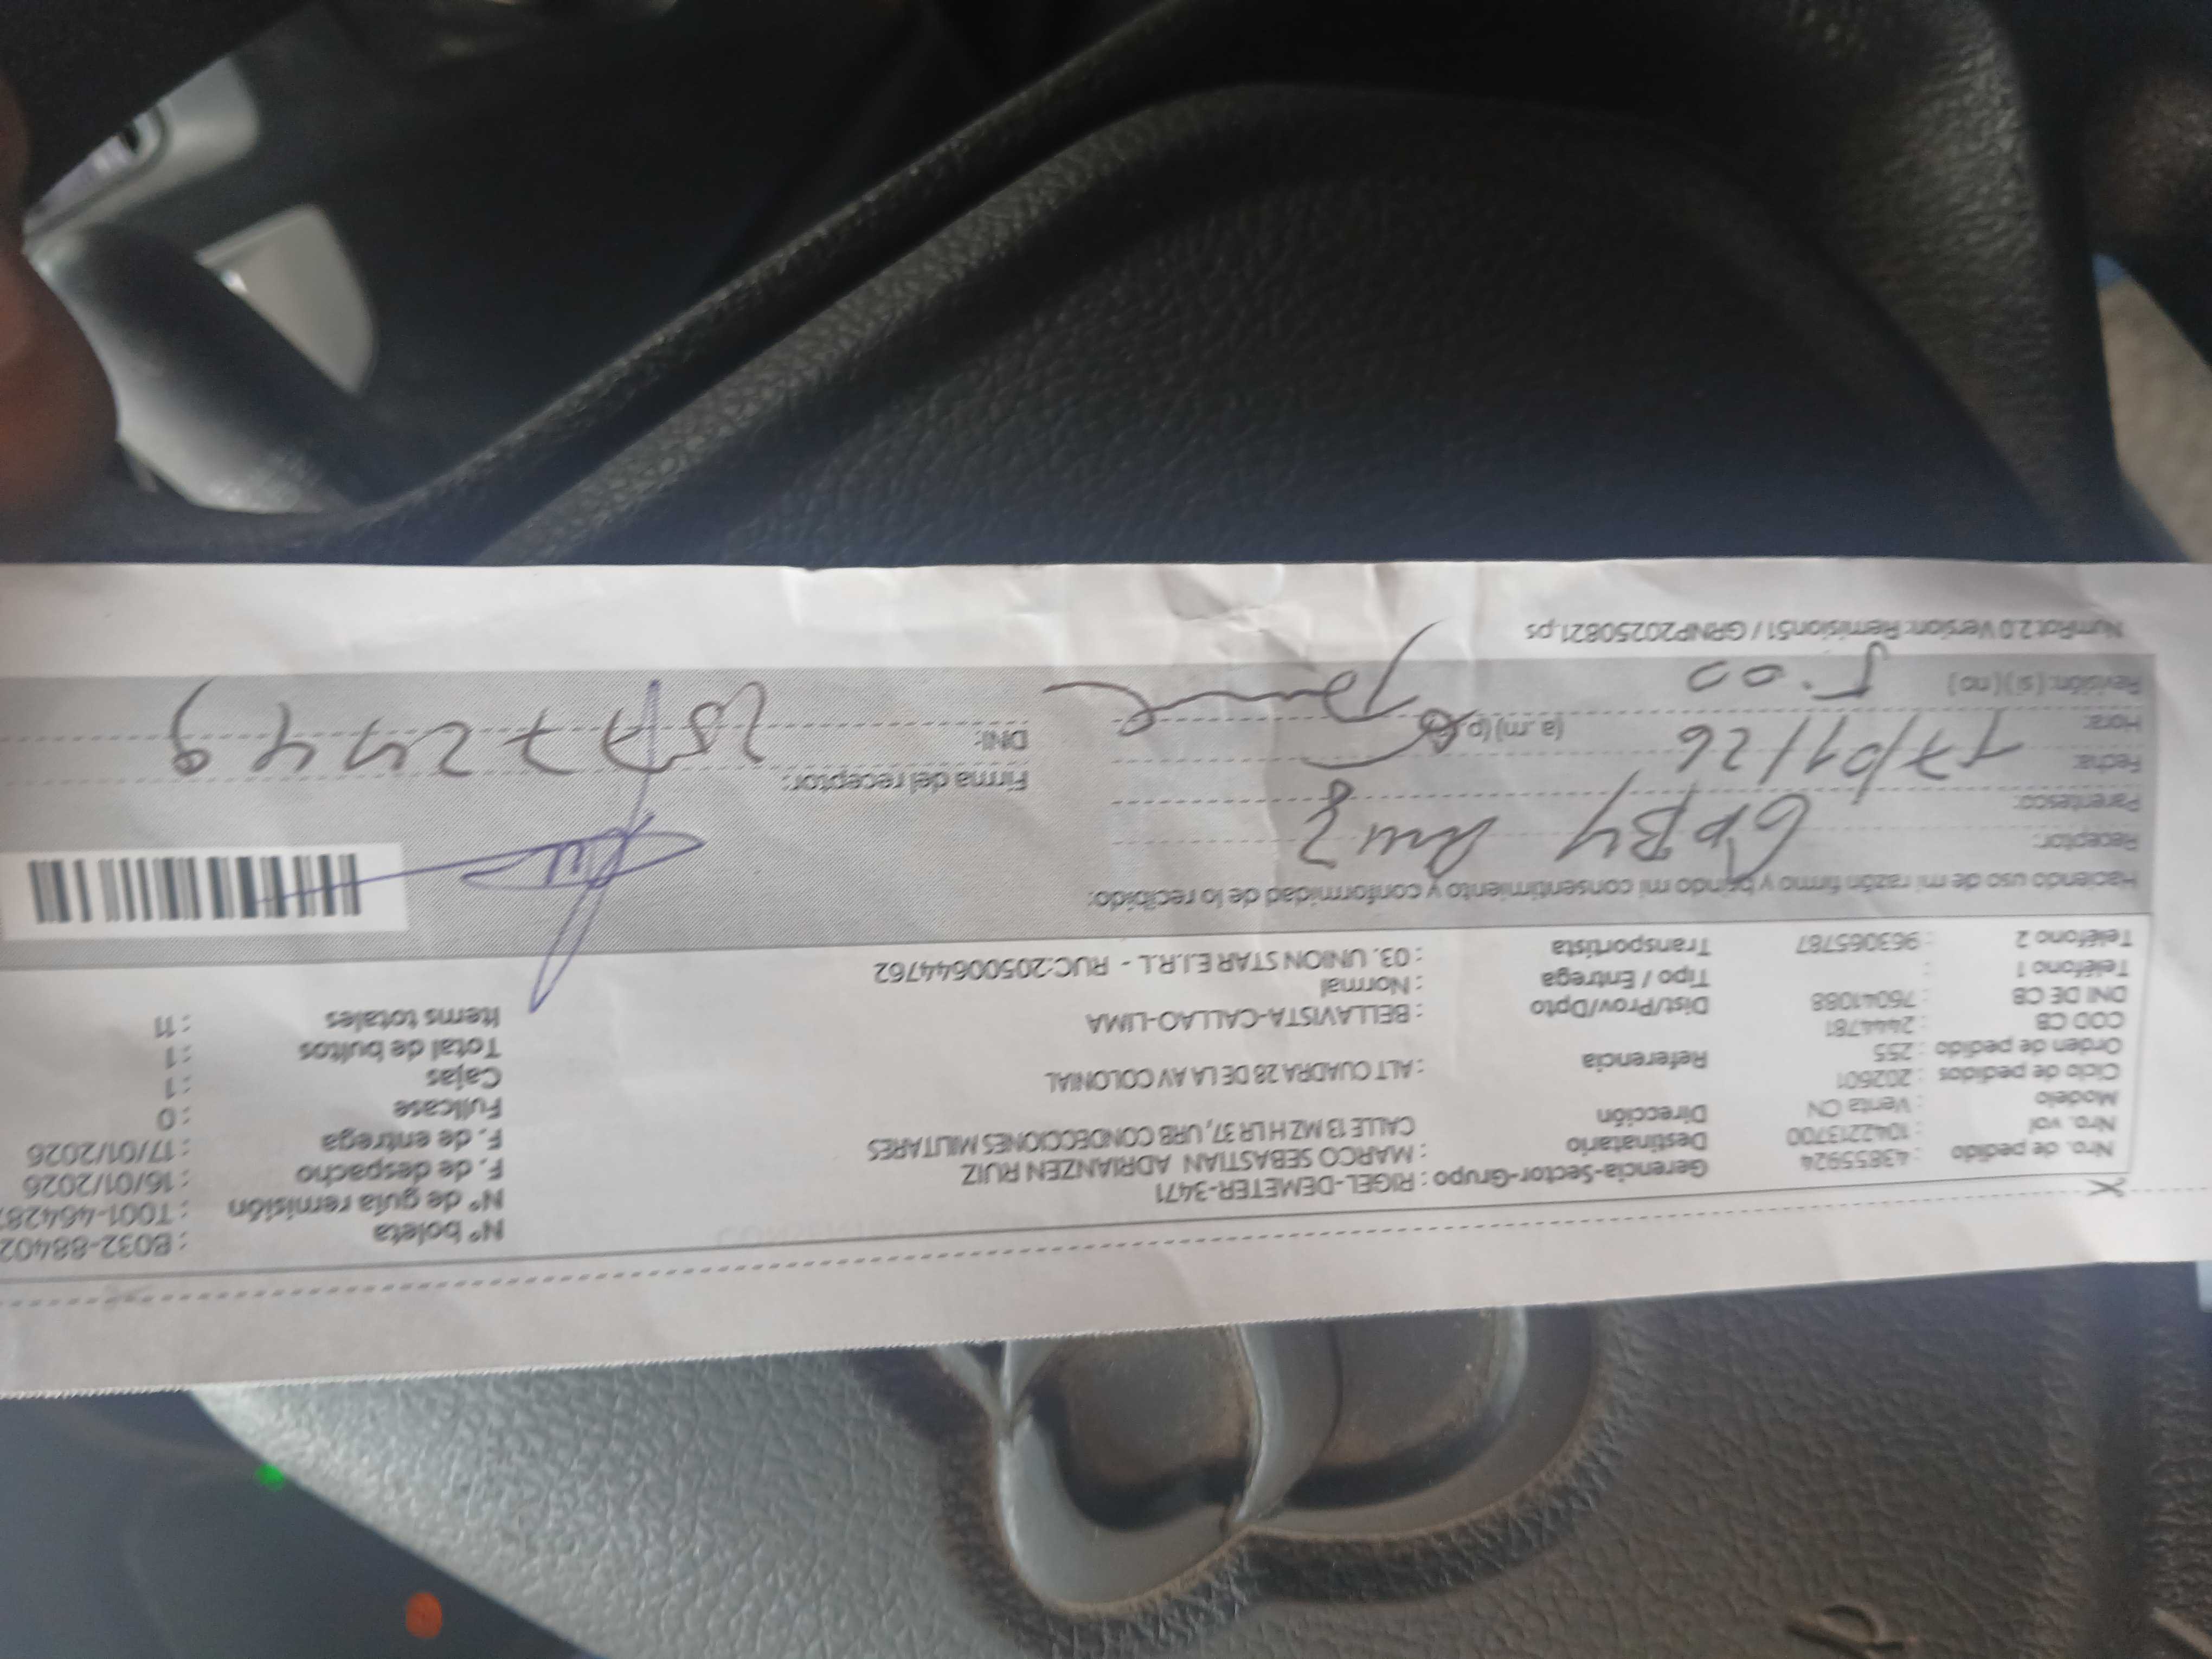 Nº boleta : B032-88402
Gerencia-Sector-Grupo : RIGEL-DEMETER-3471 Nº de guía remisión : T001-464287
Nro. de pedido : 43655924 Destinatario : MARCO SEBASTIAN ADRIANZEN RUIZ F. de despacho : 16/01/2026
Nro. vol : 1042213700 Dirección CALLE 13 MZ H LR 37, URB CONDECCIONES MILITARES F. de entrega : 17/01/2026
Modelo : Venta CN Fullcase : 0
Ciclo de pedidos : 202601 Referencia : ALT CUADRA 28 DE LA AV COLONIAL Cajas : 1
Orden de pedido : 255 Total de bultos : 1
COD CB : 2444781 Dist/Prov/Dpto : BELLAVISTA-CALLAO-LIMA Items totales : 11
DNI DE CB : 76041088 Tipo / Entrega : Normal
Teléfono 1 : Transportista : 03. UNION STAR E.I.R.L - RUC:20500644762
Teléfono 2 : 963065787
Haciendo uso de mi razón firmo y brindo mi consentimiento y conformidad de lo recibido:
Receptor: GABY Ruiz
Parentesco:
Fecha: 17/01/26 Firma del receptor:
Hora: (a.m) (p DNI:
Revisión: (si) (no) 5:00
NumRot 2.0 Version: Remision51 / GRNP20250821.ps